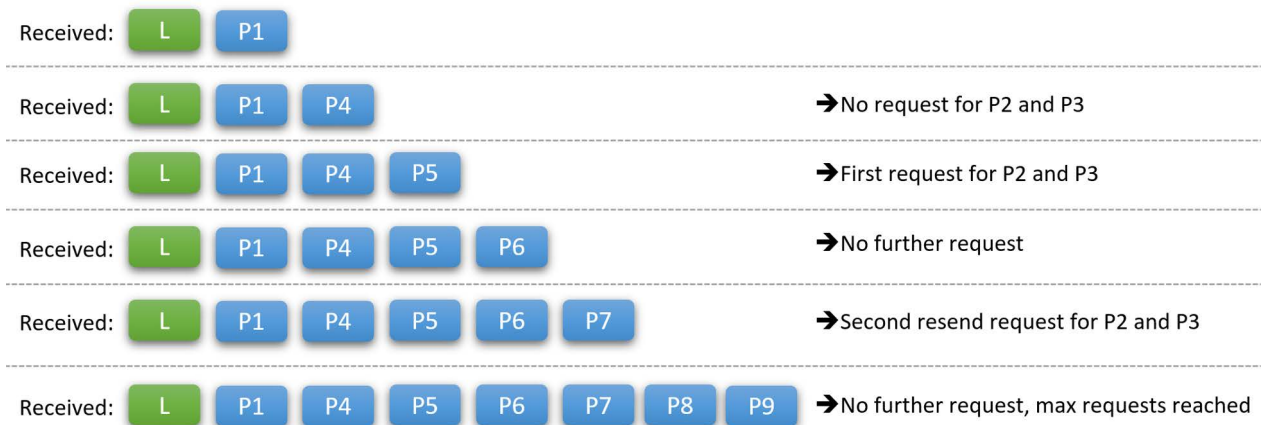 Received: L P1
Received: L P1 P4 ➔No request for P2 and P3
Received: L P1 P4 P5 ➔First request for P2 and P3
Received: L P1 P4 P5 P6 ➔No further request
Received: L P1 P4 P5 P6 P7 ➔Second resend request for P2 and P3
Received: L P1 P4 P5 P6 P7 P8 P9 ➔No further request, max requests reached